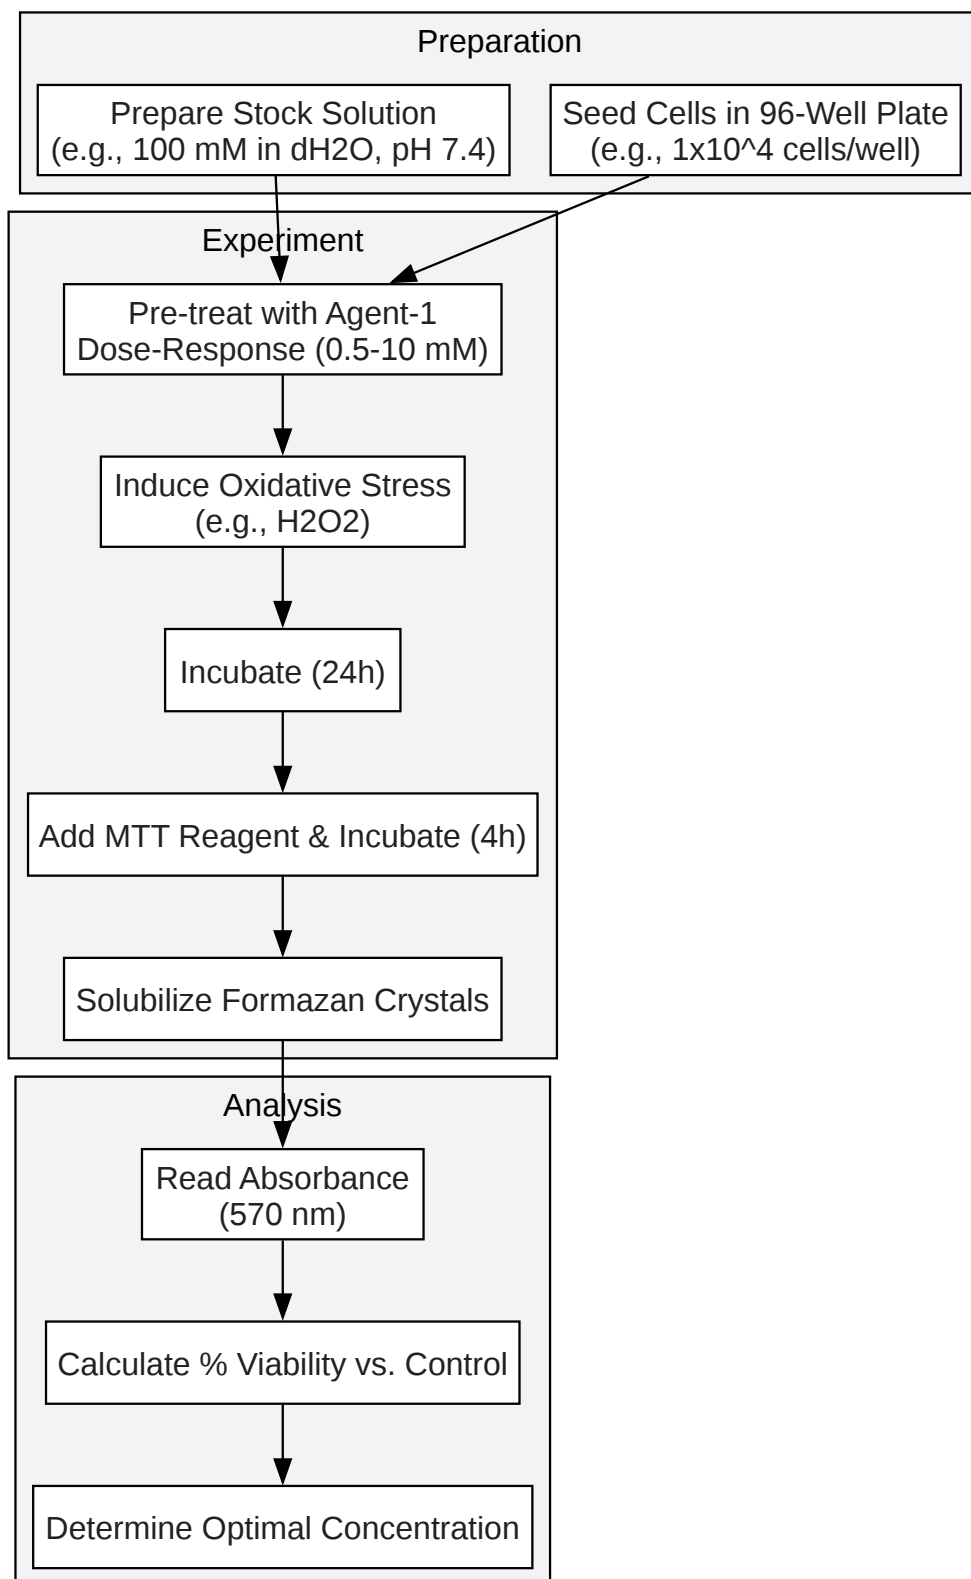 Preparation
Prepare Stock Solution
(e.g., 100 mM in dH2O, pH 7.4)
Seed Cells in 96-Well Plate
(e.g., 1x10^4 cells/well)
Experiment
Pre-treat with Agent-1
Dose-Response (0.5-10 mM)
Induce Oxidative Stress
(e.g., H2O2)
Incubate (24h)
Add MTT Reagent & Incubate (4h)
Solubilize Formazan Crystals
Analysis
Read Absorbance
(570 nm)
Calculate % Viability vs. Control
Determine Optimal Concentration